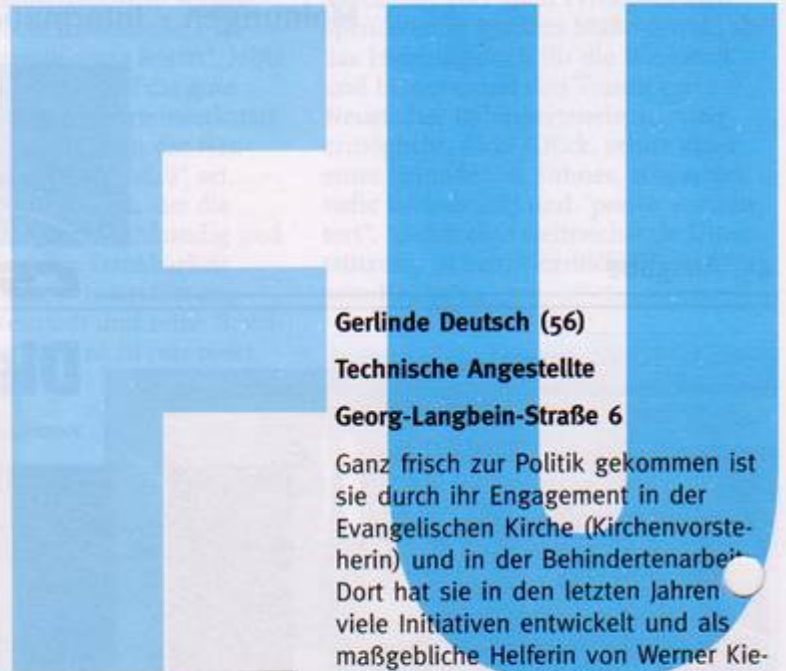 FU
Gerlinde Deutsch (56)
Technische Angestellte
Georg-Langbein-Straße 6
Ganz frisch zur Politik gekommen ist
sie durch ihr Engagement in der
Evangelischen Kirche (Kirchenvorste-
herin) und in der Behindertenarbeit.
Dort hat sie in den letzten Jahren
viele Initiativen entwickelt und als
maßgebliche Helferin von Werner Kie-